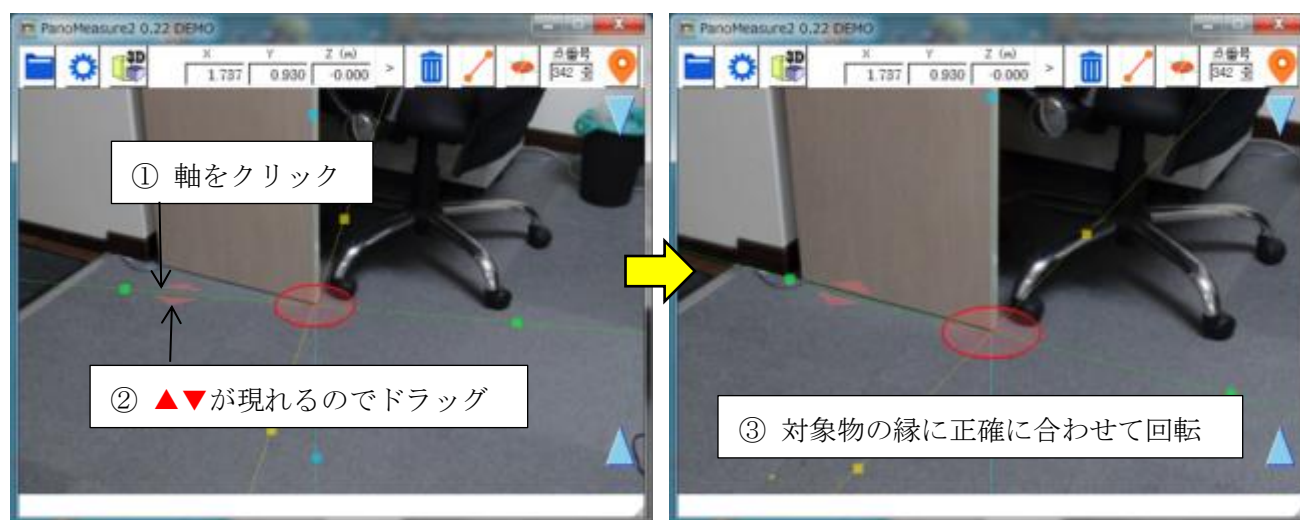 PanoMeasure2 0.22 DEMO
3D
X Y Z (m)
1.737 0.930 -0.000 >
点番号
342
① 軸をクリック
② ▲▼が現れるのでドラッグ
PanoMeasure2 0.22 DEMO
3D
X Y Z (m)
1.737 0.930 -0.000 >
点番号
342
③ 対象物の縁に正確に合わせて回転